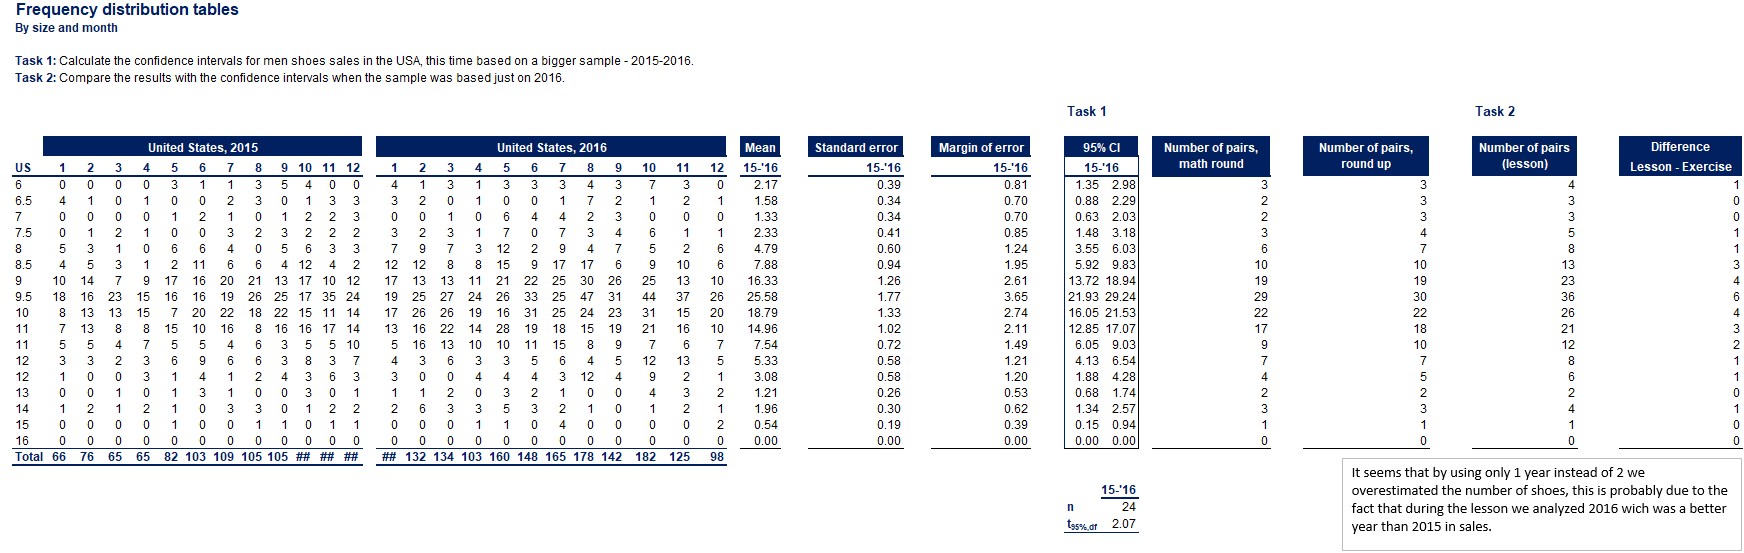 Frequency distribution tables
By size and month
Task 1: Calculate the confidence intervals for men shoes sales in the USA, this time based on a bigger sample - 2015-2016.
Task 2: Compare the results with the confidence intervals when the sample was based just on 2016.
Task 1 Task 2
United States, 2015 United States, 2016 Mean Standard error Margin of error 95% CI Number of pairs, math round Number of pairs, round up Number of pairs (lesson) Difference
US 1 2 3 4 5 6 7 8 9 10 11 12 1 2 3 4 5 6 7 8 9 10 11 12 15-'16 15-'16 15-'16 15-'16 Lesson - Exercise
6 0 0 0 0 3 1 1 3 5 4 0 0 4 1 3 1 3 3 3 4 3 7 3 0 2.17 0.39 0.81 1.35 2.98 3 3 4 1
6.5 4 1 0 1 0 0 2 3 0 1 3 3 3 2 0 1 0 0 1 7 2 1 2 1 1.58 0.34 0.70 0.88 2.29 2 3 3 0
7 0 0 0 0 1 2 1 0 1 2 2 3 0 0 1 0 6 4 4 2 3 0 0 0 1.33 0.34 0.70 0.63 2.03 2 3 3 0
7.5 0 1 2 1 0 0 3 2 3 2 2 2 3 2 3 1 7 0 7 3 4 6 1 1 2.33 0.41 0.85 1.48 3.18 3 4 5 1
8 5 3 1 0 6 6 4 0 5 6 3 3 7 9 7 3 12 2 9 4 7 5 2 6 4.79 0.60 1.24 3.55 6.03 6 7 8 1
8.5 4 5 3 1 2 11 6 6 4 12 4 2 12 12 8 8 15 9 17 17 6 9 10 6 7.88 0.94 1.95 5.92 9.83 10 10 13 3
9 10 14 7 9 17 16 20 21 13 17 10 12 17 13 13 11 21 22 25 30 26 25 13 10 16.33 1.26 2.61 13.72 18.94 19 19 23 4
9.5 18 16 23 15 16 16 19 26 25 17 35 24 19 25 27 24 26 33 25 47 31 44 37 26 25.58 1.77 3.65 21.93 29.24 29 30 36 6
10 8 13 13 15 7 20 22 18 22 15 11 14 17 26 26 19 16 31 25 24 23 31 15 20 18.79 1.33 2.74 16.05 21.53 22 22 26 4
11 7 13 8 8 15 10 16 8 16 16 17 14 13 16 22 14 28 19 18 15 19 21 16 10 14.96 1.02 2.11 12.85 17.07 17 18 21 3
11 5 5 4 7 5 5 4 6 3 5 5 10 5 16 13 10 10 11 15 8 9 7 6 7 7.54 0.72 1.49 6.05 9.03 9 10 12 2
12 3 3 2 3 6 9 6 6 3 8 3 7 4 3 6 3 3 5 6 4 5 12 13 5 5.33 0.58 1.21 4.13 6.54 7 7 8 1
12 1 0 0 3 1 4 1 2 4 3 6 3 3 0 0 4 4 4 3 12 4 9 2 1 3.08 0.58 1.20 1.88 4.28 4 5 6 1
13 0 0 1 0 1 3 1 0 0 3 0 1 1 1 2 0 3 2 1 0 0 4 3 2 1.21 0.26 0.53 0.68 1.74 2 2 2 0
14 1 2 1 2 1 0 3 3 0 1 2 2 2 6 3 3 5 3 2 1 0 1 2 1 1.96 0.30 0.62 1.34 2.57 3 3 4 1
15 0 0 0 0 1 0 0 1 1 0 1 1 0 0 0 1 1 0 4 0 0 0 0 2 0.54 0.19 0.39 0.15 0.94 1 1 1 0
16 0 0 0 0 0 0 0 0 0 0 0 0 0 0 0 0 0 0 0 0 0 0 0 0 0.00 0.00 0.00 0.00 0.00 0 0 0 0
Total 66 76 65 65 82 103 109 105 105 ## ## ## ## 132 134 103 160 148 165 178 142 182 125 98
It seems that by using only 1 year instead of 2 we
overestimated the number of shoes, this is probably due to the
fact that during the lesson we analyzed 2016 wich was a better
year than 2015 in sales.
15-'16
n 24
t95%,df 2.07